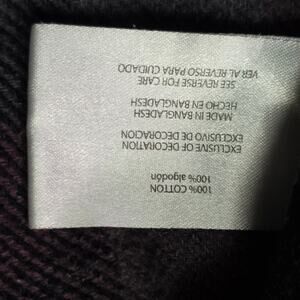 100% COTTON
100% algodón
EXCLUSIVE OF DECORATION
EXCLUSIVO DE DECORACION
MADE IN BANGLADESH
HECHO EN BANGLADESH
SEE REVERSE FOR CARE
VER AL REVERSO PARA CUIDADO